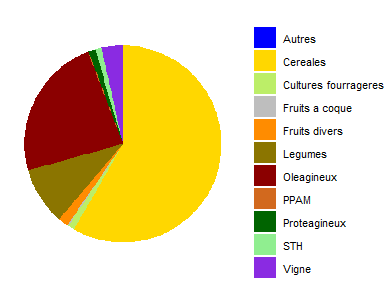 Autres
Cereales
Cultures fourrageres
Fruits a coque
Fruits divers
Legumes
Oleagineux
PPAM
Proteagineux
STH
Vigne